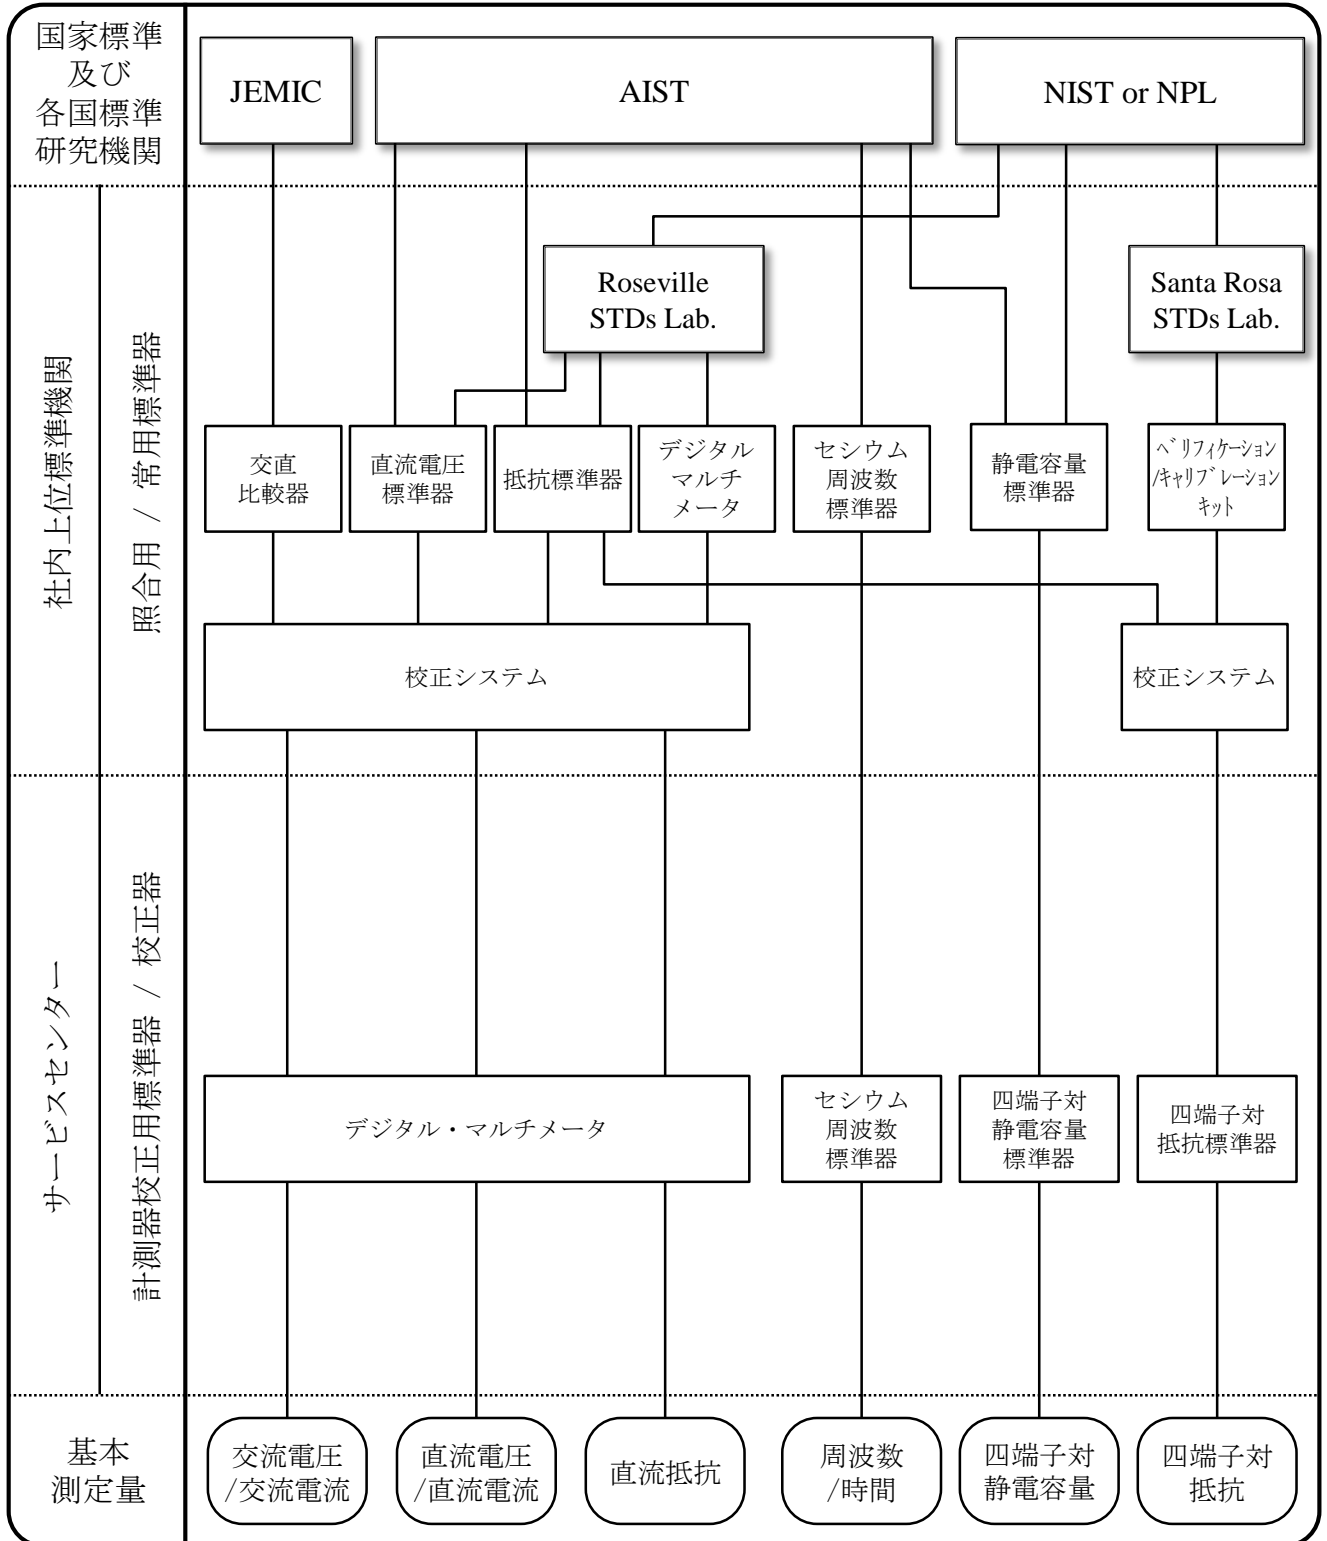 国家標準
及び
各国標準
研究機関
JEMIC
AIST
NIST or NPL
社内上位標準機関
照合用 / 常用標準器
Roseville
STDs Lab.
Santa Rosa
STDs Lab.
交直
比較器
直流電圧
標準器
抵抗標準器
デジタル
マルチ
メータ
セシウム
周波数
標準器
静電容量
標準器
ﾍﾞﾘﾌｨｹｰｼｮﾝ
/ｷｬﾘﾌﾞﾚｰｼｮﾝ
ｷｯﾄ
校正システム
校正システム
サービスセンター
計測器校正用標準器 / 校正器
デジタル・マルチメータ
セシウム
周波数
標準器
四端子対
静電容量
標準器
四端子対
抵抗標準器
基本
測定量
交流電圧
/交流電流
直流電圧
/直流電流
直流抵抗
周波数
/時間
四端子対
静電容量
四端子対
抵抗